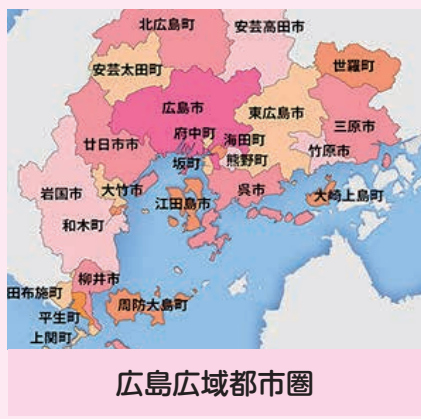 北広島町
安芸高田市
世羅町
安芸太田町
広島市
東広島市
三原市
府中町
海田町
廿日市市
坂町
熊野町
竹原市
岩国市
大竹市
江田島市
呉市
大崎上島町
和木町
柳井市
田布施町
周防大島町
平生町
上関町
広島広域都市圏